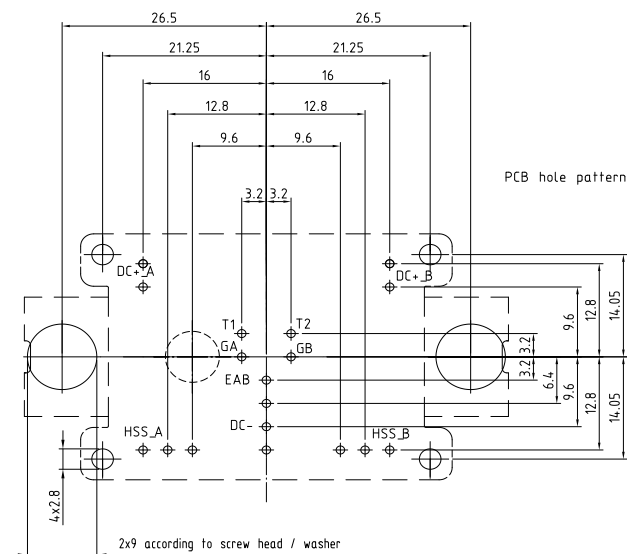 26.5 26.5
21.25 21.25
16 16
12.8 12.8
9.6 9.6
3.2 3.2
PCB hole pattern
DC+_A DC+_B
T1 T2
GA GB
EAB
DC-
HSS_A HSS_B
3.2 9.6 12.8 14.05
3.2 6.4 9.6 12.8 14.05
4x2.8
2x9 according to screw head / washer